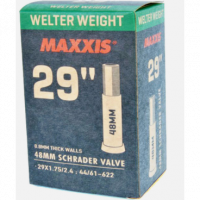 WELTER WEIGHT
MAXXIS
29"
48MM
0.8MM THICK WALLS
48MM SCHRADER VALVE
29X1.75/2.4 - 44/61-622